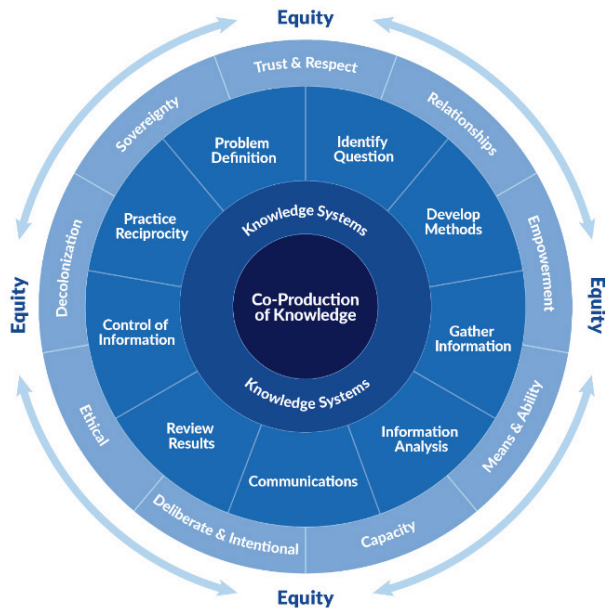 Equity
Trust & Respect
Relationships
Empowerment
Means & Ability
Capacity
Deliberate & Intentional
Ethical
Decolonization
Sovereignty
Problem
Definition
Identify
Question
Develop
Methods
Gather
Information
Information
Analysis
Communications
Review
Results
Control of
Information
Practice
Reciprocity
Knowledge Systems
Co-Production
of Knowledge
Knowledge Systems
Equity
Equity
Equity